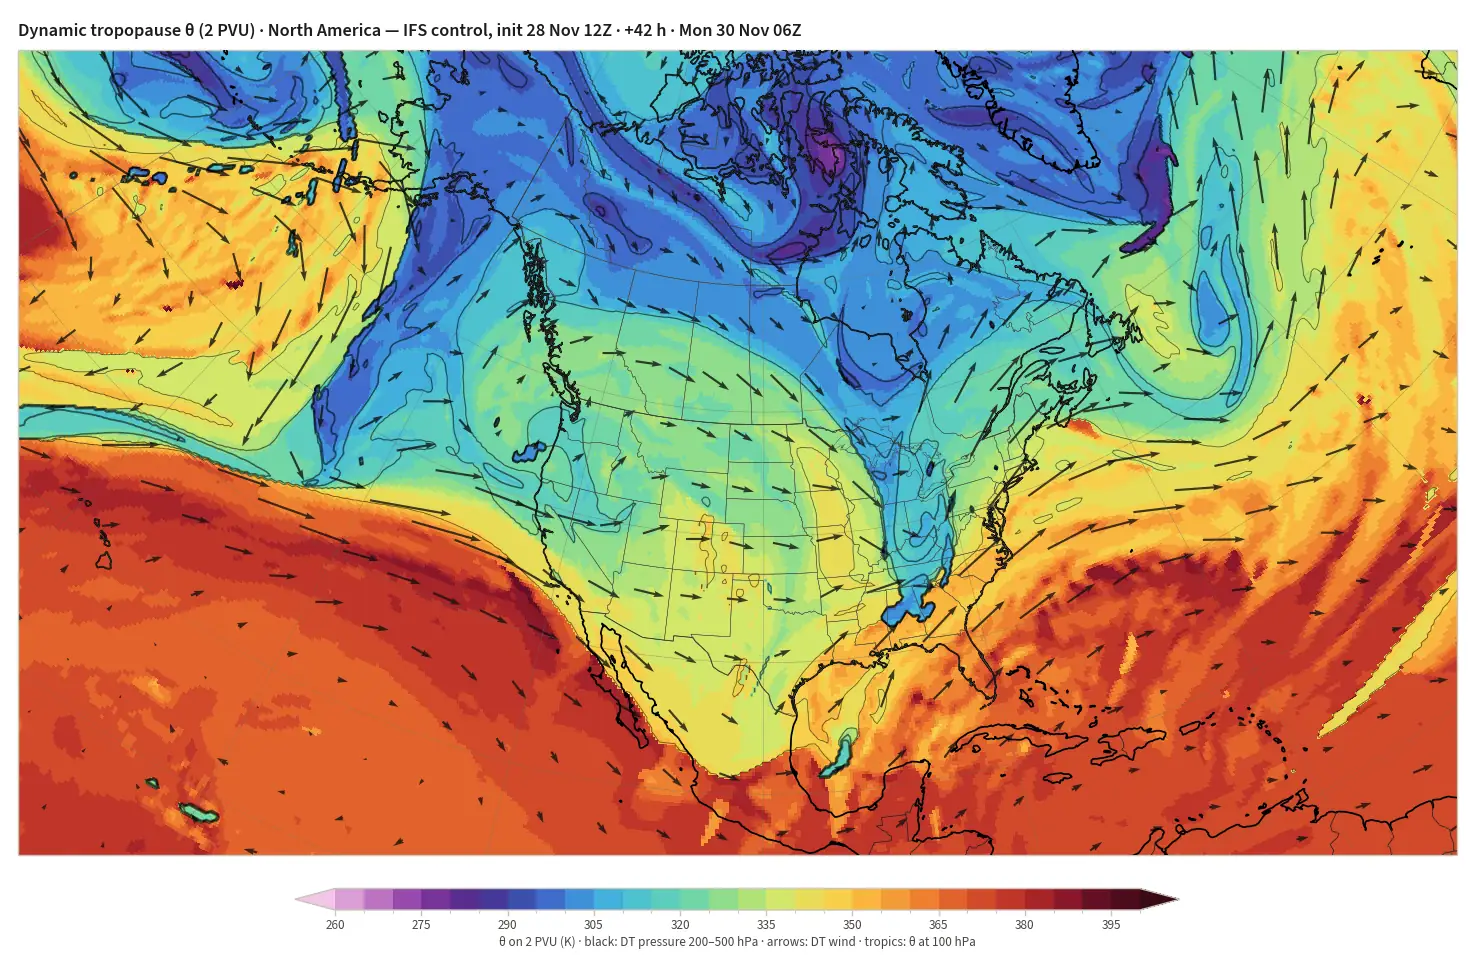 Dynamic tropopause θ (2 PVU) · North America — IFS control, init 28 Nov 12Z · +42 h · Mon 30 Nov 06Z
260 275 290 305 320 335 350 365 380 395
θ on 2 PVU (K) · black: DT pressure 200–500 hPa · arrows: DT wind · tropics: θ at 100 hPa